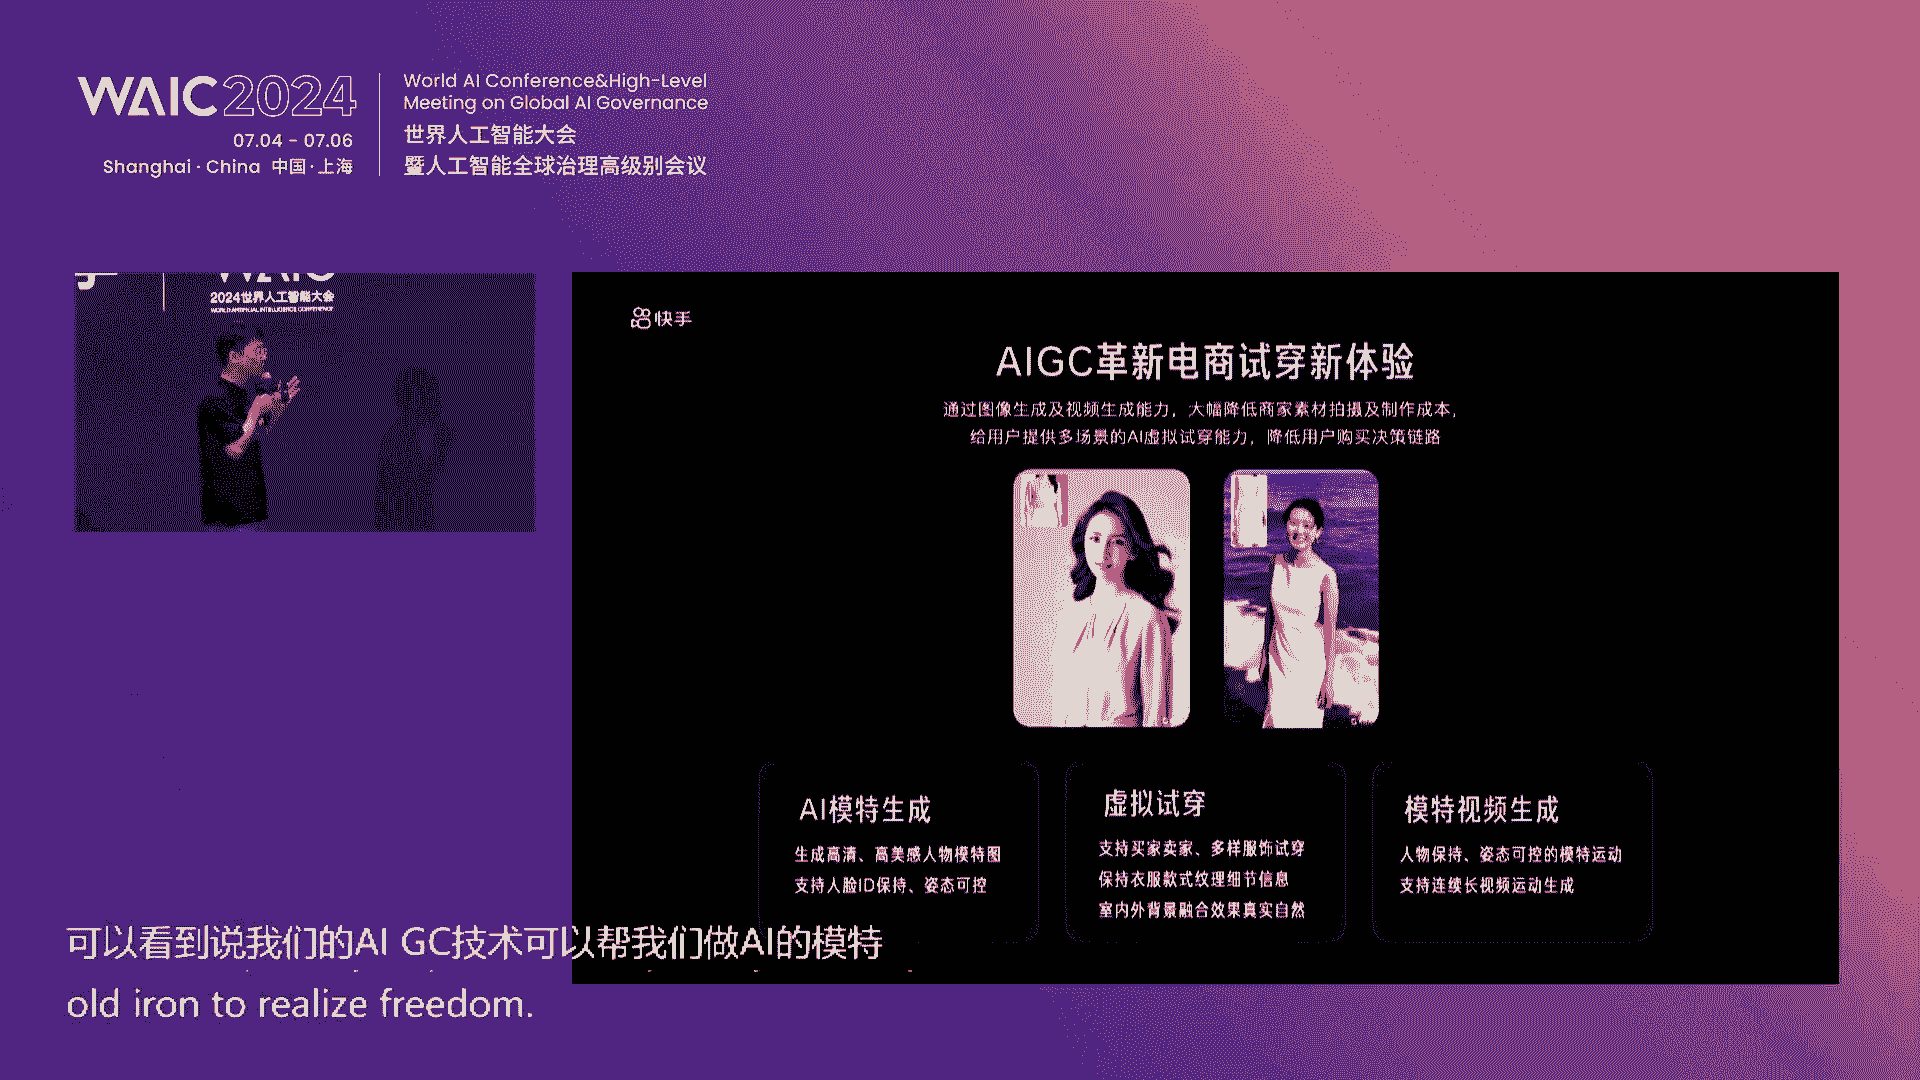 WAIC 2024
07.04 - 07.06
Shanghai · China 中国·上海
World AI Conference&High-Level
Meeting on Global AI Governance
世界人工智能大会
暨人工智能全球治理高级别会议
WAIC
2024世界人工智能大会
WORLD ARTIFICIAL INTELLIGENCE CONFERENCE
快手
AIGC革新电商试穿新体验
通过图像生成及视频生成能力，大幅降低商家素材拍摄及制作成本，
给用户提供多场景的AI虚拟试穿能力，降低用户购买决策链路
AI模特生成
生成高清、高美感人物模特图
支持人脸ID保持、姿态可控
虚拟试穿
支持买家卖家、多样服饰试穿
保持衣服款式纹理细节信息
室内外背景融合效果真实自然
模特视频生成
人物保持、姿态可控的模特运动
支持连续长视频运动生成
可以看到说我们的AI GC技术可以帮我们做AI的模特
old iron to realize freedom.